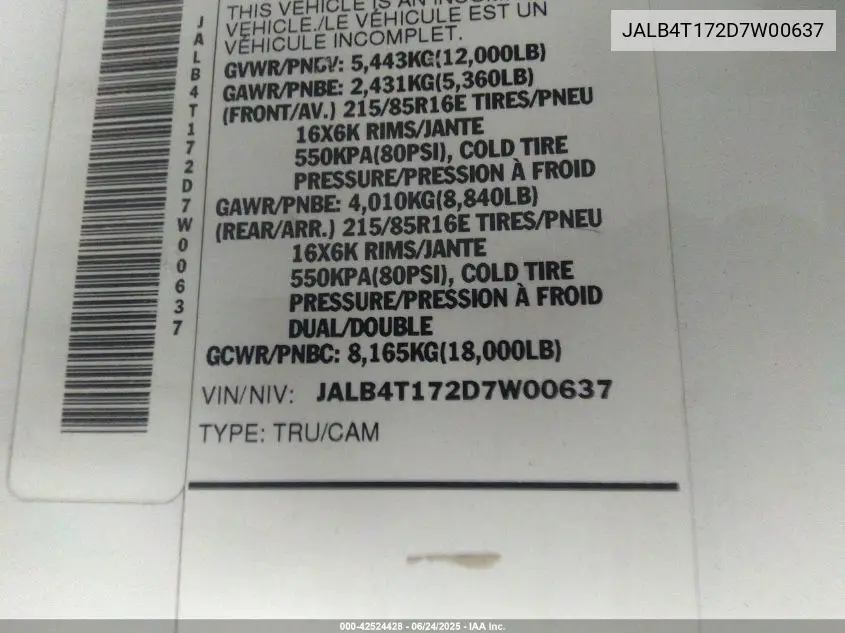 JALB4T172D7W00637
THIS VEHICLE IS AN
VEHICLE./LE VÉHICULE EST UN
VÉHICULE INCOMPLET.
GVWR/PNBV: 5,443KG(12,000LB)
GAWR/PNBE: 2,431KG(5,360LB)
(FRONT/AV.) 215/85R16E TIRES/PNEU
16X6K RIMS/JANTE
550KPA(80PSI), COLD TIRE
PRESSURE/PRESSION À FROID
GAWR/PNBE: 4,010KG(8,840LB)
(REAR/ARR.) 215/85R16E TIRES/PNEU
16X6K RIMS/JANTE
550KPA(80PSI), COLD TIRE
PRESSURE/PRESSION À FROID
DUAL/DOUBLE
GCWR/PNBC: 8,165KG(18,000LB)
VIN/NIV: JALB4T172D7W00637
TYPE: TRU/CAM
JALB4T172D7W00637
000-42524428 - 06/24/2025 - IAA Inc.